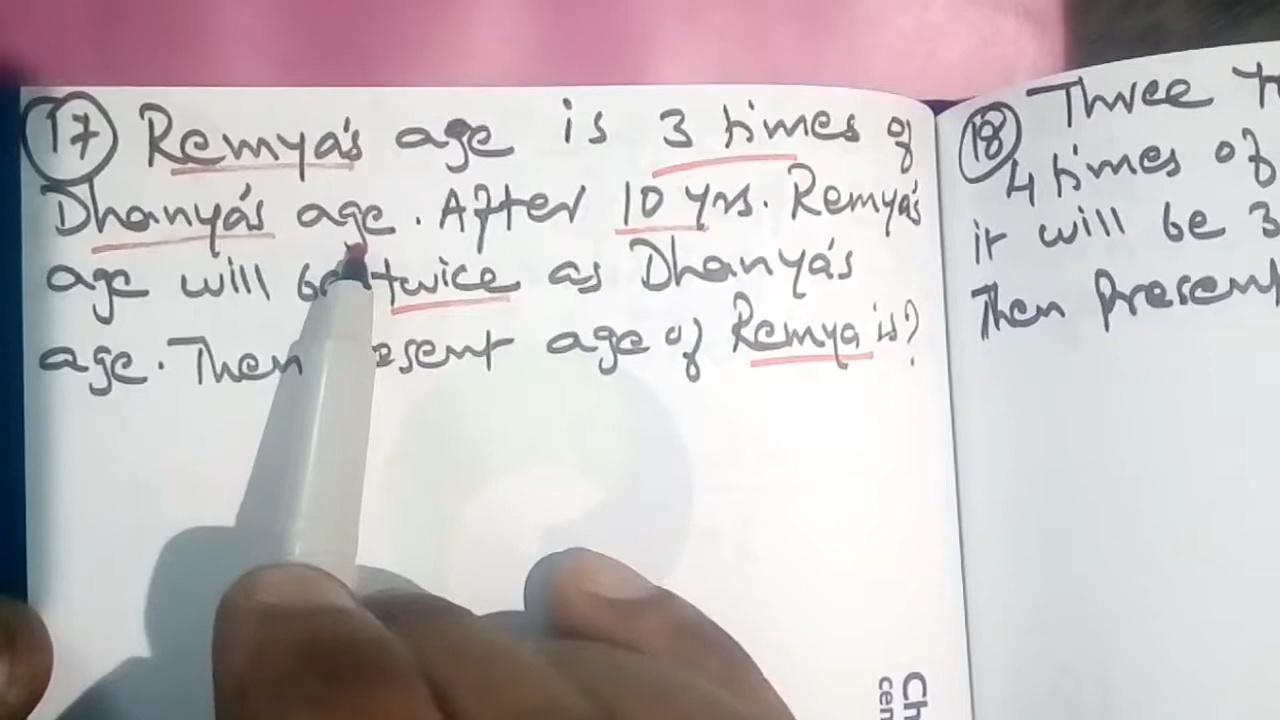 17 Remya's age is 3 times of
Dhanya's age. After 10 yrs. Remya's
age will be twice as Dhanya's
age. Then esent age of Remya is?
18 Three
4 times of
it will be 3
Then Present
Ch
cen